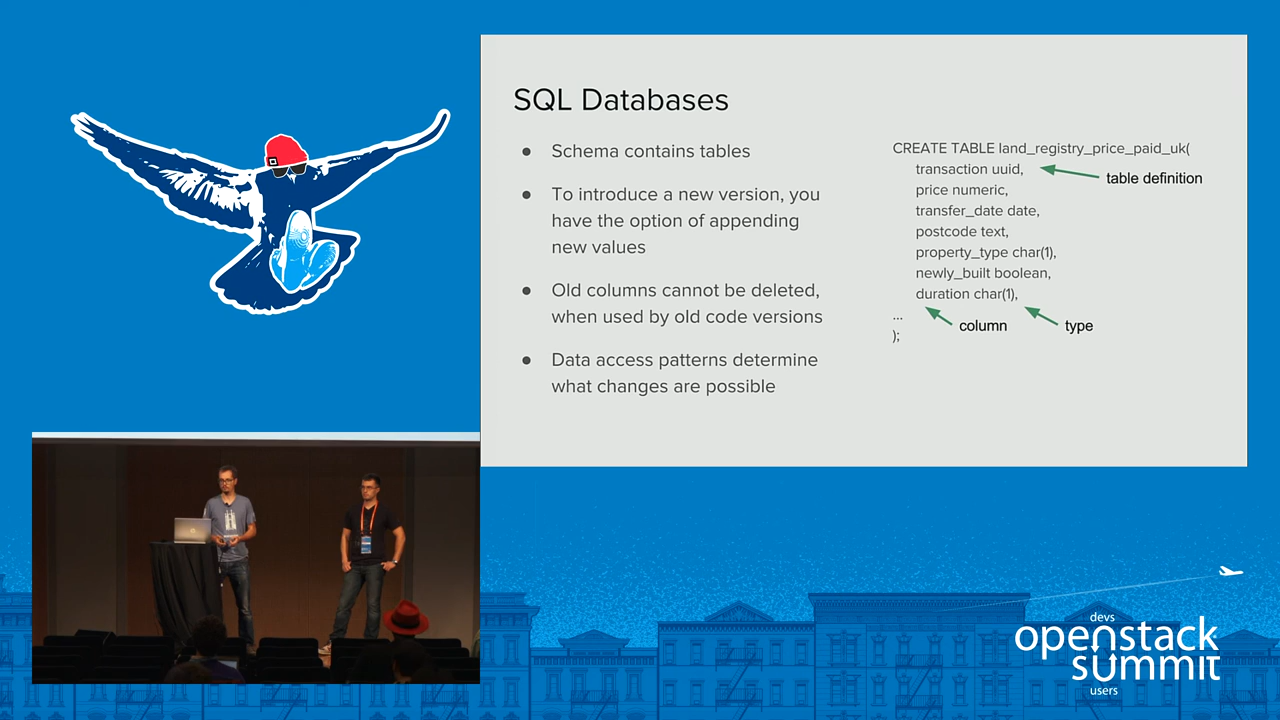 SQL Databases
● Schema contains tables
● To introduce a new version, you
have the option of appending
new values
● Old columns cannot be deleted,
when used by old code versions
● Data access patterns determine
what changes are possible
CREATE TABLE land_registry_price_paid_uk(
transaction uuid,
table definition
price numeric,
transfer_date date,
postcode text,
property_type char(1),
newly_built boolean,
duration char(1),
...
column
type
);
devs
openstack
summit
users